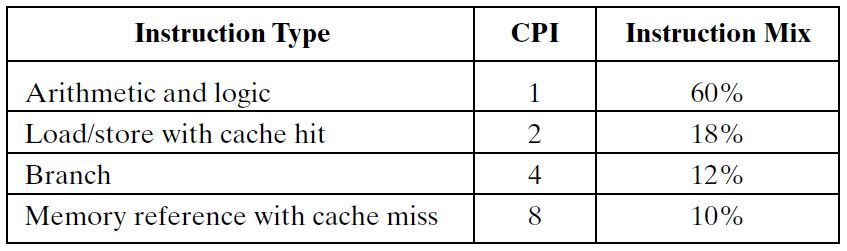 Instruction Type CPI Instruction Mix
Arithmetic and logic 1 60%
Load/store with cache hit 2 18%
Branch 4 12%
Memory reference with cache miss 8 10%